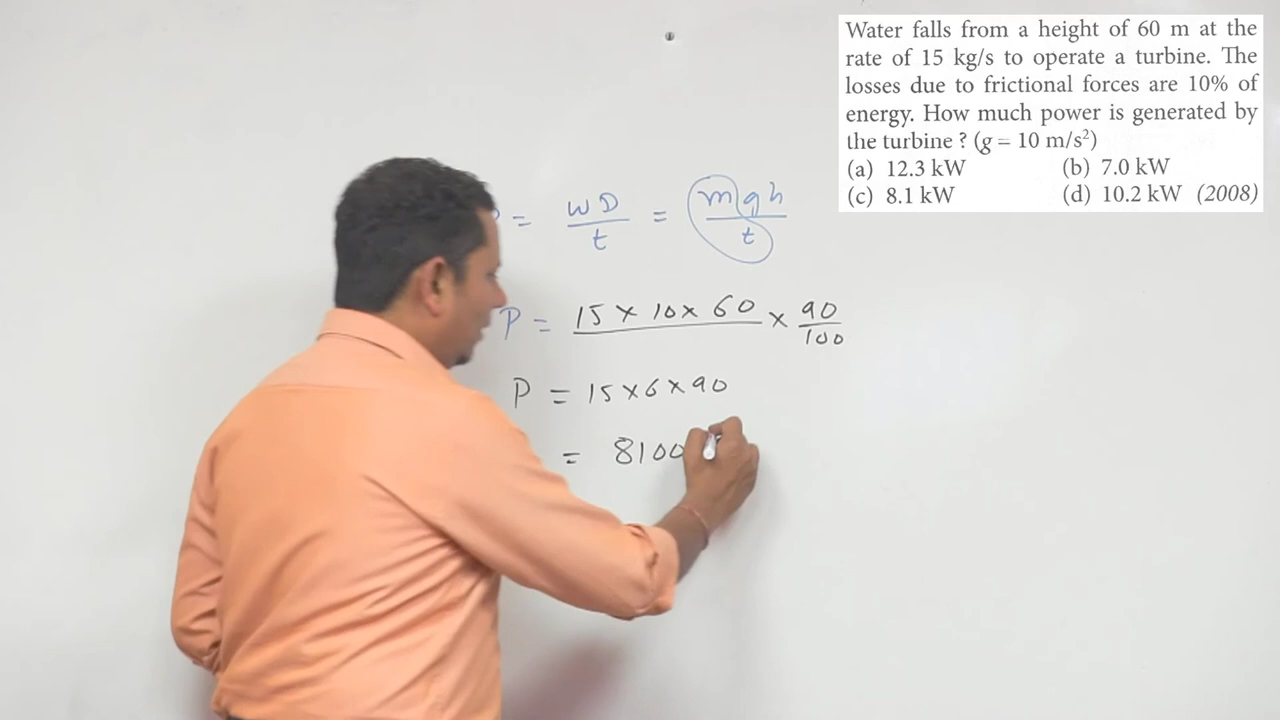 Water falls from a height of 60 m at the
rate of 15 kg/s to operate a turbine. The
losses due to frictional forces are 10% of
energy. How much power is generated by
the turbine ? (g = 10 m/s²)
(a) 12.3 kW (b) 7.0 kW
(c) 8.1 kW (d) 10.2 kW (2008)
= WD/t = mgh/t
P = 15 × 10 × 60 × 90/100
P = 15×6×90
= 8100